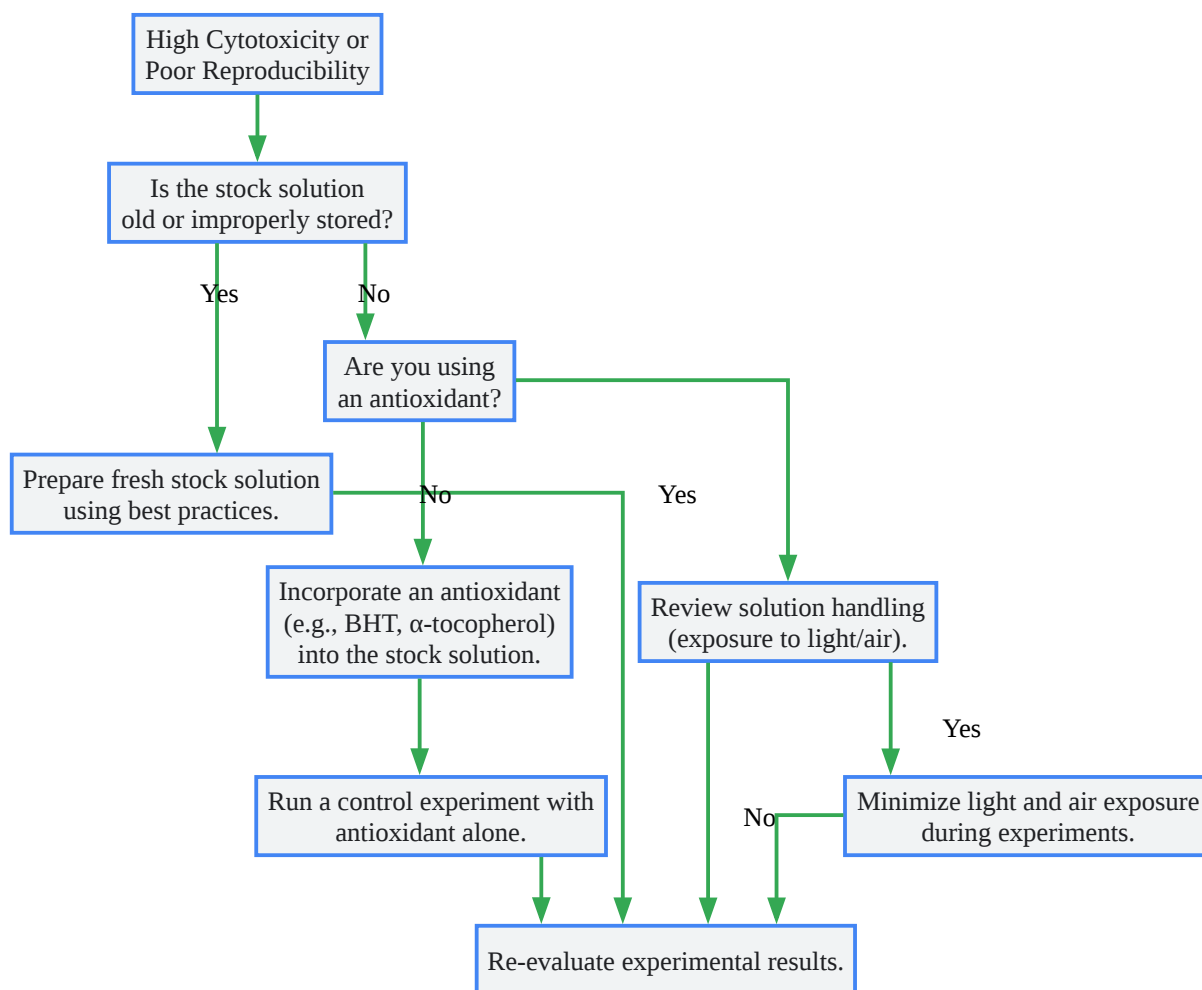 High Cytotoxicity or
Poor Reproducibility
Is the stock solution
old or improperly stored?
Yes
No
Are you using
an antioxidant?
Prepare fresh stock solution
using best practices.
No
Yes
Incorporate an antioxidant
(e.g., BHT, α-tocopherol)
into the stock solution.
Review solution handling
(exposure to light/air).
Yes
Run a control experiment with
antioxidant alone.
No
Minimize light and air exposure
during experiments.
Re-evaluate experimental results.